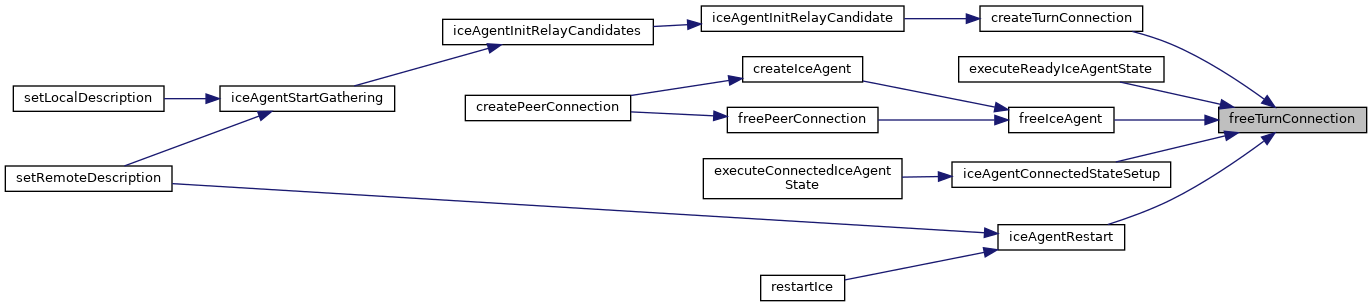 iceAgentInitRelayCandidate
createTurnConnection
iceAgentInitRelayCandidates
createIceAgent
executeReadyIceAgentState
setLocalDescription
iceAgentStartGathering
createPeerConnection
freePeerConnection
freeIceAgent
freeTurnConnection
setRemoteDescription
executeConnectedIceAgent
State
iceAgentConnectedStateSetup
iceAgentRestart
restartIce